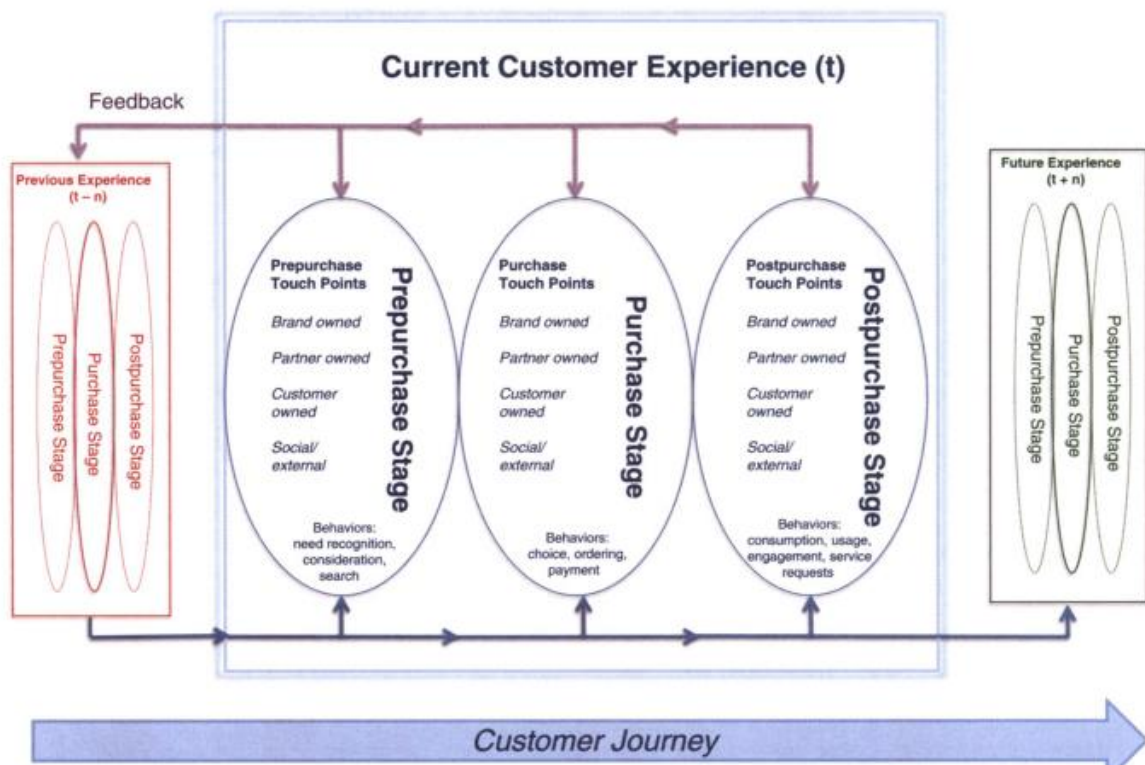 Current Customer Experience (t)
Feedback
Previous Experience
(t – n)
Prepurchase Stage
Purchase Stage
Postpurchase Stage
Prepurchase
Touch Points
Brand owned
Partner owned
Customer
owned
Social/
external
Prepurchase Stage
Behaviors:
need recognition,
consideration,
search
Purchase
Touch Points
Brand owned
Partner owned
Customer
owned
Social/
external
Purchase Stage
Behaviors:
choice, ordering,
payment
Postpurchase
Touch Points
Brand owned
Partner owned
Customer
owned
Social/
external
Postpurchase Stage
Behaviors:
consumption, usage,
engagement, service
requests
Future Experience
(t + n)
Prepurchase Stage
Purchase Stage
Postpurchase Stage
Customer Journey